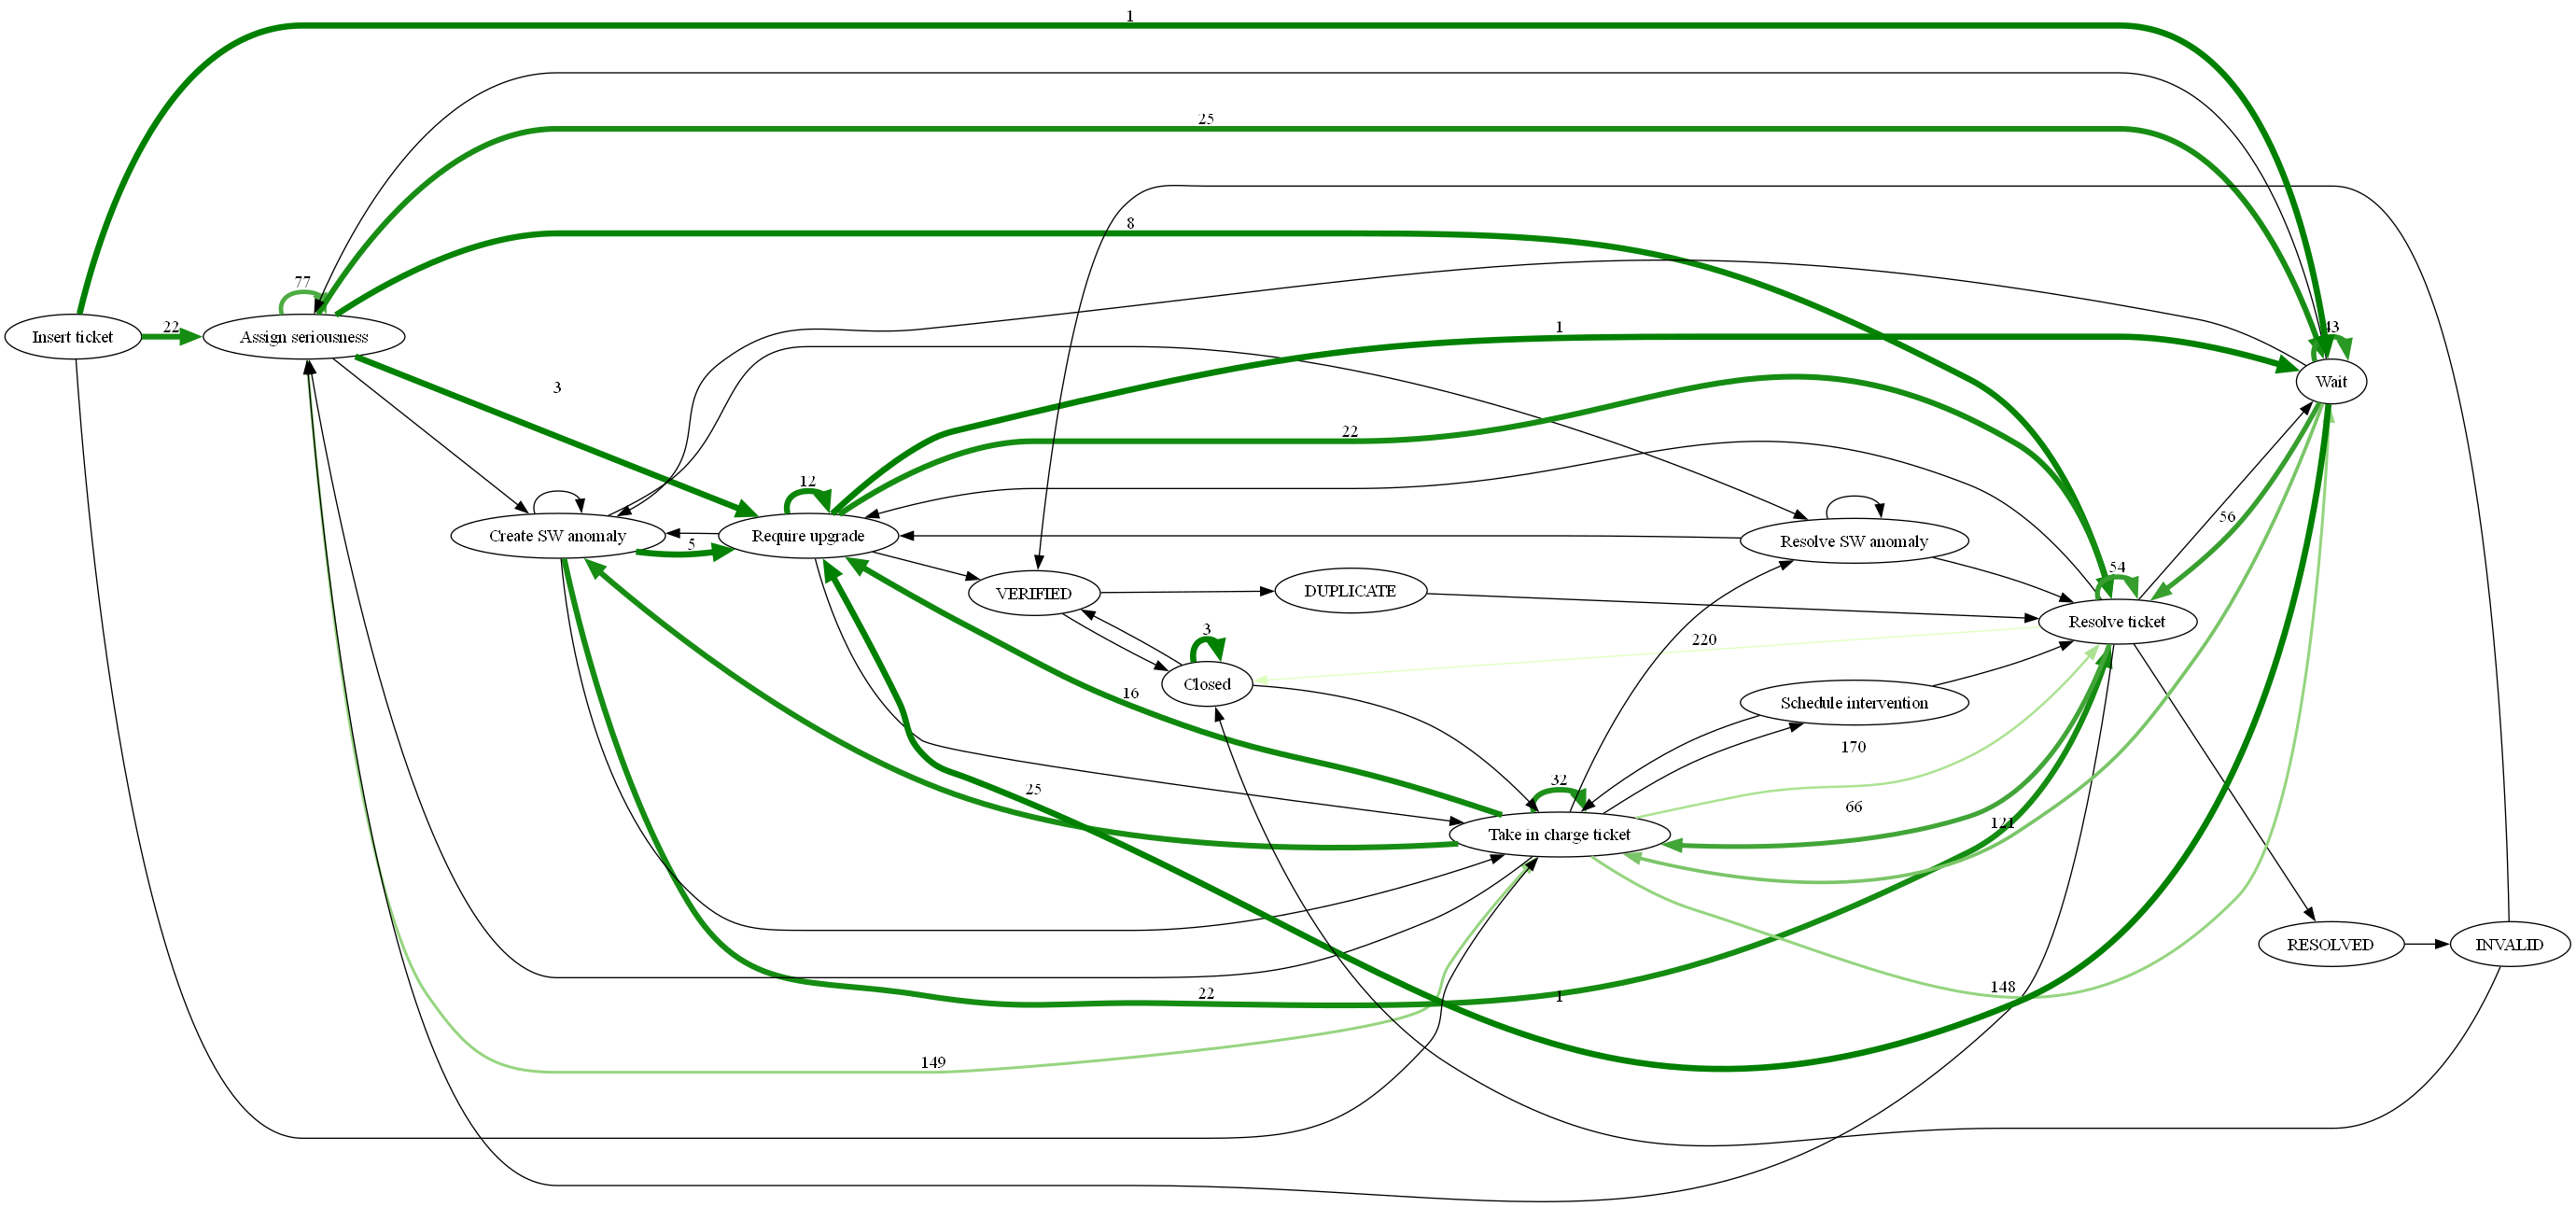 1
25
8
77
43
Insert ticket
22
Assign seriousness
1
Wait
3
22
12
56
Create SW anomaly
5
Require upgrade
Resolve SW anomaly
54
VERIFIED
DUPLICATE
Resolve ticket
3
220
Closed
16
Schedule intervention
170
25
32
66
121
Take in charge ticket
RESOLVED
INVALID
22
1
148
149